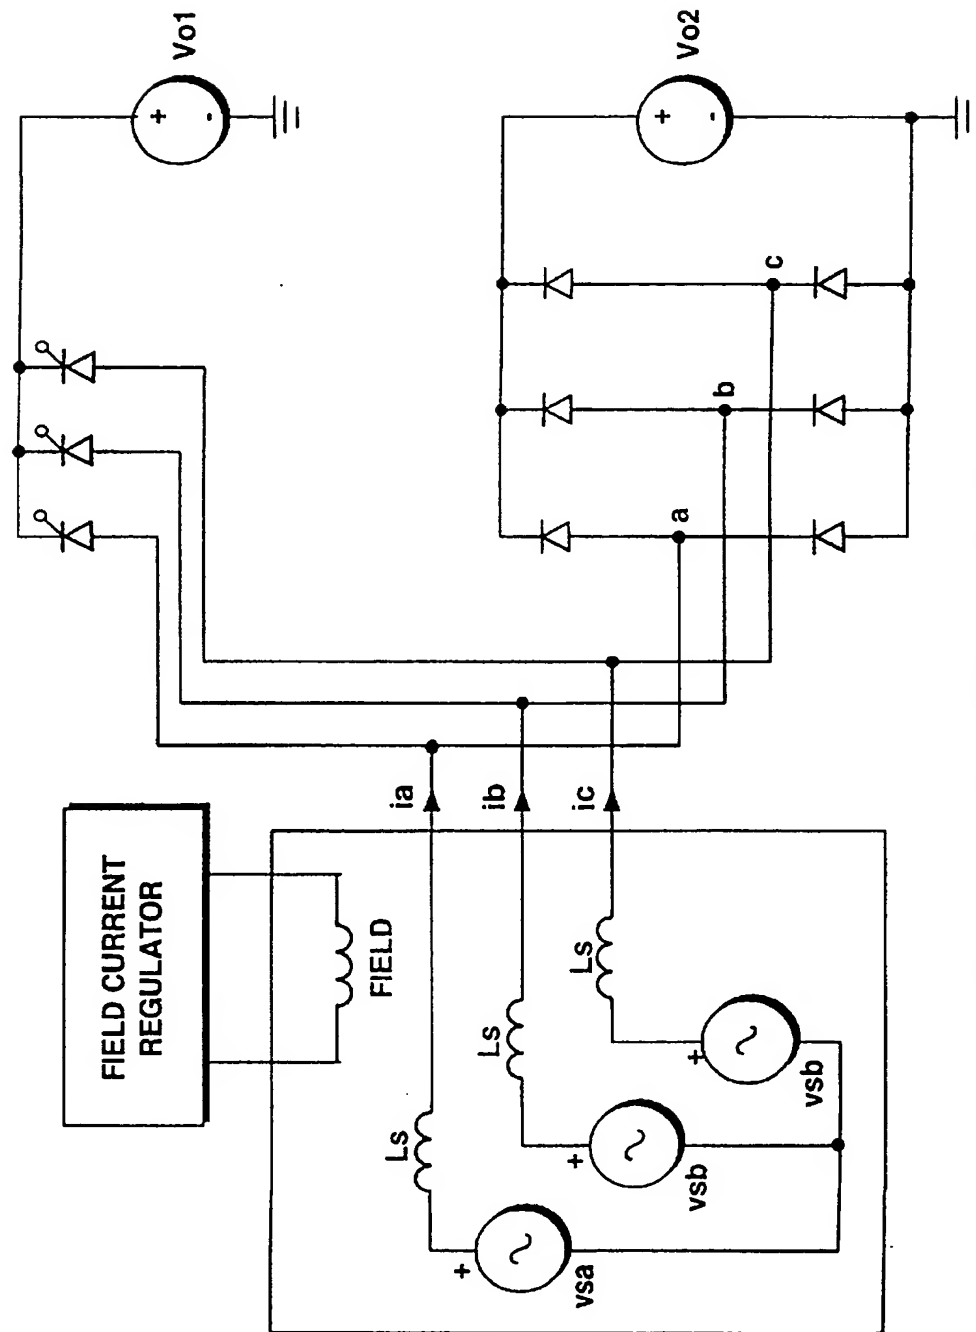 Vo1
+
-
Vo2
+
-
c
b
a
FIELD CURRENT
REGULATOR
FIELD
ia
ib
ic
Ls
Ls
Ls
+
vsa
+
vsb
+
vsb